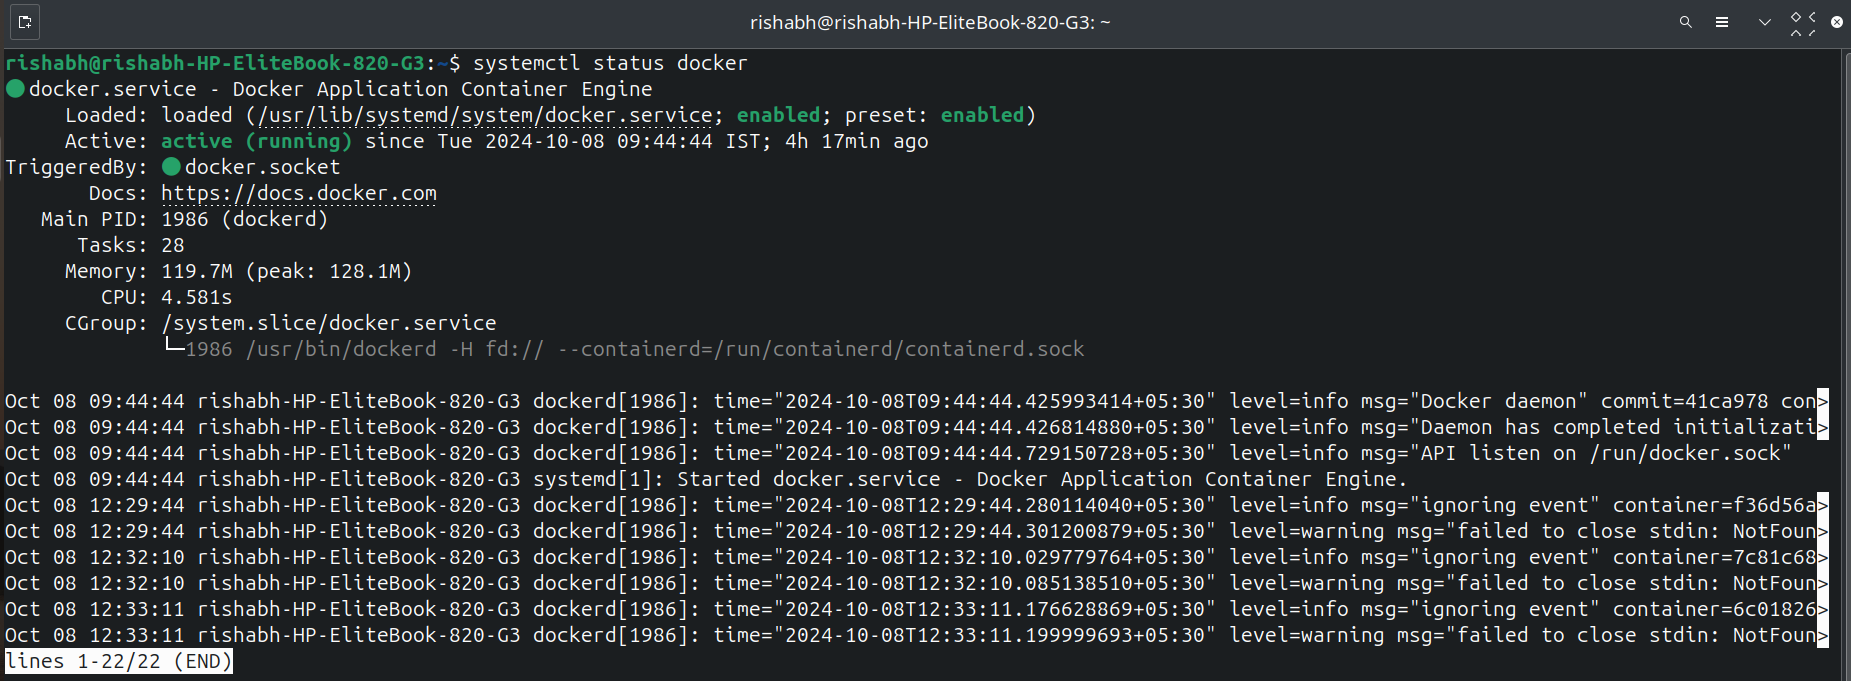 rishabh@rishabh-HP-EliteBook-820-G3: ~
rishabh@rishabh-HP-EliteBook-820-G3:~$ systemctl status docker
● docker.service - Docker Application Container Engine
     Loaded: loaded (/usr/lib/systemd/system/docker.service; enabled; preset: enabled)
     Active: active (running) since Tue 2024-10-08 09:44:44 IST; 4h 17min ago
TriggeredBy: ● docker.socket
       Docs: https://docs.docker.com
   Main PID: 1986 (dockerd)
      Tasks: 28
     Memory: 119.7M (peak: 128.1M)
        CPU: 4.581s
     CGroup: /system.slice/docker.service
             └─1986 /usr/bin/dockerd -H fd:// --containerd=/run/containerd/containerd.sock
Oct 08 09:44:44 rishabh-HP-EliteBook-820-G3 dockerd[1986]: time="2024-10-08T09:44:44.425993414+05:30" level=info msg="Docker daemon" commit=41ca978 con>
Oct 08 09:44:44 rishabh-HP-EliteBook-820-G3 dockerd[1986]: time="2024-10-08T09:44:44.426814880+05:30" level=info msg="Daemon has completed initializati>
Oct 08 09:44:44 rishabh-HP-EliteBook-820-G3 dockerd[1986]: time="2024-10-08T09:44:44.729150728+05:30" level=info msg="API listen on /run/docker.sock"
Oct 08 09:44:44 rishabh-HP-EliteBook-820-G3 systemd[1]: Started docker.service - Docker Application Container Engine.
Oct 08 12:29:44 rishabh-HP-EliteBook-820-G3 dockerd[1986]: time="2024-10-08T12:29:44.280114040+05:30" level=info msg="ignoring event" container=f36d56a>
Oct 08 12:29:44 rishabh-HP-EliteBook-820-G3 dockerd[1986]: time="2024-10-08T12:29:44.301200879+05:30" level=warning msg="failed to close stdin: NotFoun>
Oct 08 12:32:10 rishabh-HP-EliteBook-820-G3 dockerd[1986]: time="2024-10-08T12:32:10.029779764+05:30" level=info msg="ignoring event" container=7c81c68>
Oct 08 12:32:10 rishabh-HP-EliteBook-820-G3 dockerd[1986]: time="2024-10-08T12:32:10.085138510+05:30" level=warning msg="failed to close stdin: NotFoun>
Oct 08 12:33:11 rishabh-HP-EliteBook-820-G3 dockerd[1986]: time="2024-10-08T12:33:11.176628869+05:30" level=info msg="ignoring event" container=6c01826>
Oct 08 12:33:11 rishabh-HP-EliteBook-820-G3 dockerd[1986]: time="2024-10-08T12:33:11.199999693+05:30" level=warning msg="failed to close stdin: NotFoun>
lines 1-22/22 (END)